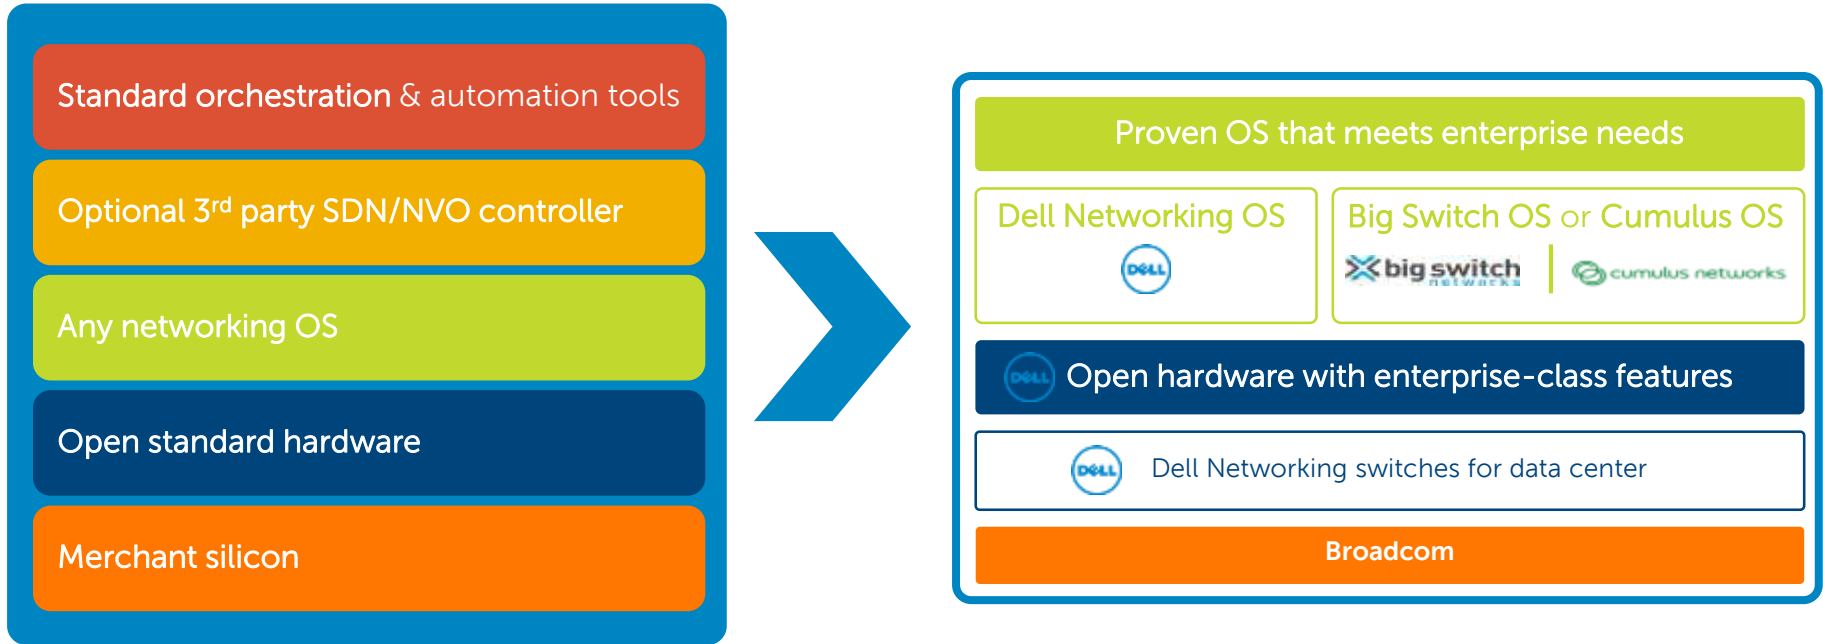 Standard orchestration & automation tools
Optional 3rd party SDN/NVO controller
Any networking OS
Open standard hardware
Merchant silicon
Proven OS that meets enterprise needs
Dell Networking OS
DELL
Big Switch OS or Cumulus OS
big switch
networks
cumulus networks
DELL
Open hardware with enterprise-class features
DELL
Dell Networking switches for data center
Broadcom